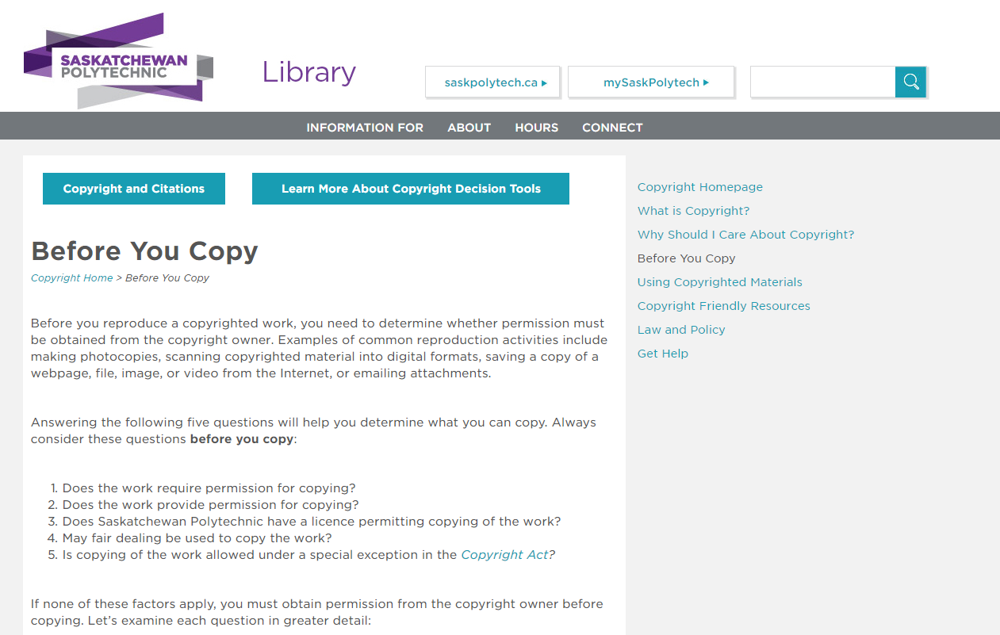 SASKATCHEWAN
POLYTECHNIC
Library
saskpolytech.ca
mySaskPolytech
INFORMATION FOR ABOUT HOURS CONNECT
Copyright and Citations
Learn More About Copyright Decision Tools
Before You Copy
Copyright Home > Before You Copy
Before you reproduce a copyrighted work, you need to determine whether permission must
be obtained from the copyright owner. Examples of common reproduction activities include
making photocopies, scanning copyrighted material into digital formats, saving a copy of a
webpage, file, image, or video from the Internet, or emailing attachments.
Answering the following five questions will help you determine what you can copy. Always
consider these questions before you copy:
1. Does the work require permission for copying?
2. Does the work provide permission for copying?
3. Does Saskatchewan Polytechnic have a licence permitting copying of the work?
4. May fair dealing be used to copy the work?
5. Is copying of the work allowed under a special exception in the Copyright Act?
If none of these factors apply, you must obtain permission from the copyright owner before
copying. Let’s examine each question in greater detail:
Copyright Homepage
What is Copyright?
Why Should I Care About Copyright?
Before You Copy
Using Copyrighted Materials
Copyright Friendly Resources
Law and Policy
Get Help